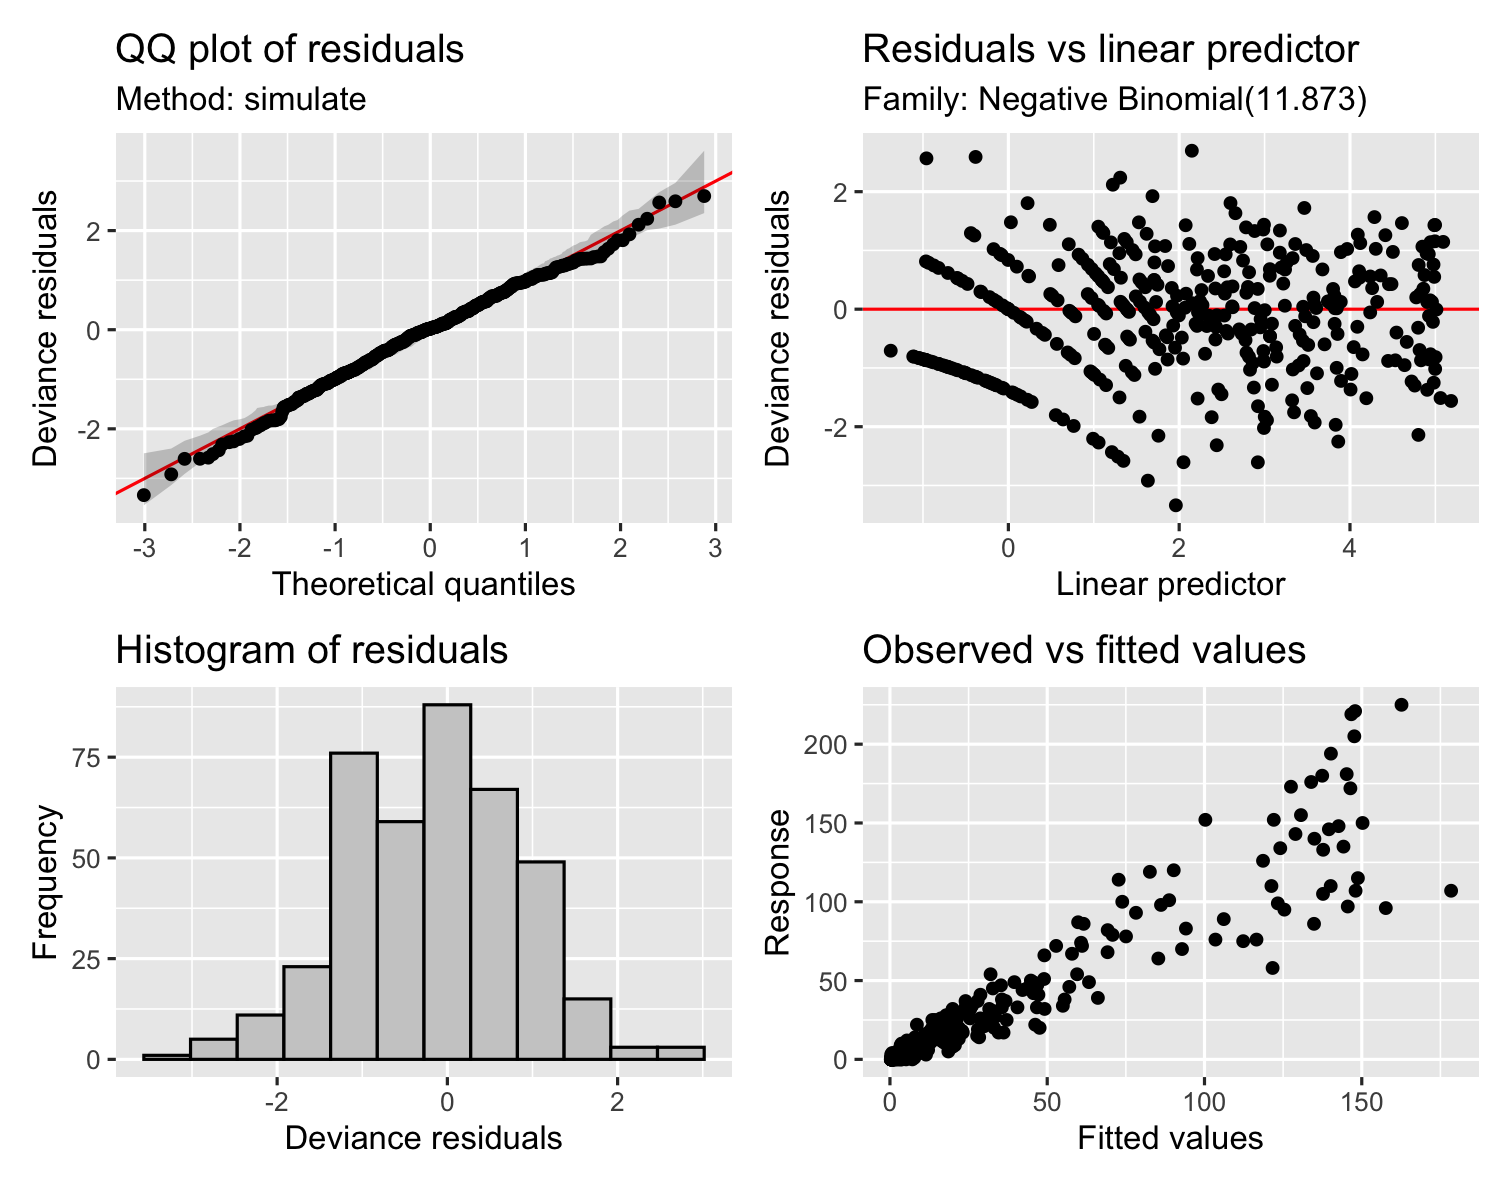 QQ plot of residuals
Method: simulate
Deviance residuals
2
0
-2
-3 -2 -1 0 1 2 3
Theoretical quantiles
Residuals vs linear predictor
Family: Negative Binomial(11.873)
Deviance residuals
2
0
-2
0 2 4
Linear predictor
Histogram of residuals
Frequency
75
50
25
0
-2 0 2
Deviance residuals
Observed vs fitted values
Response
200
150
100
50
0
0 50 100 150
Fitted values